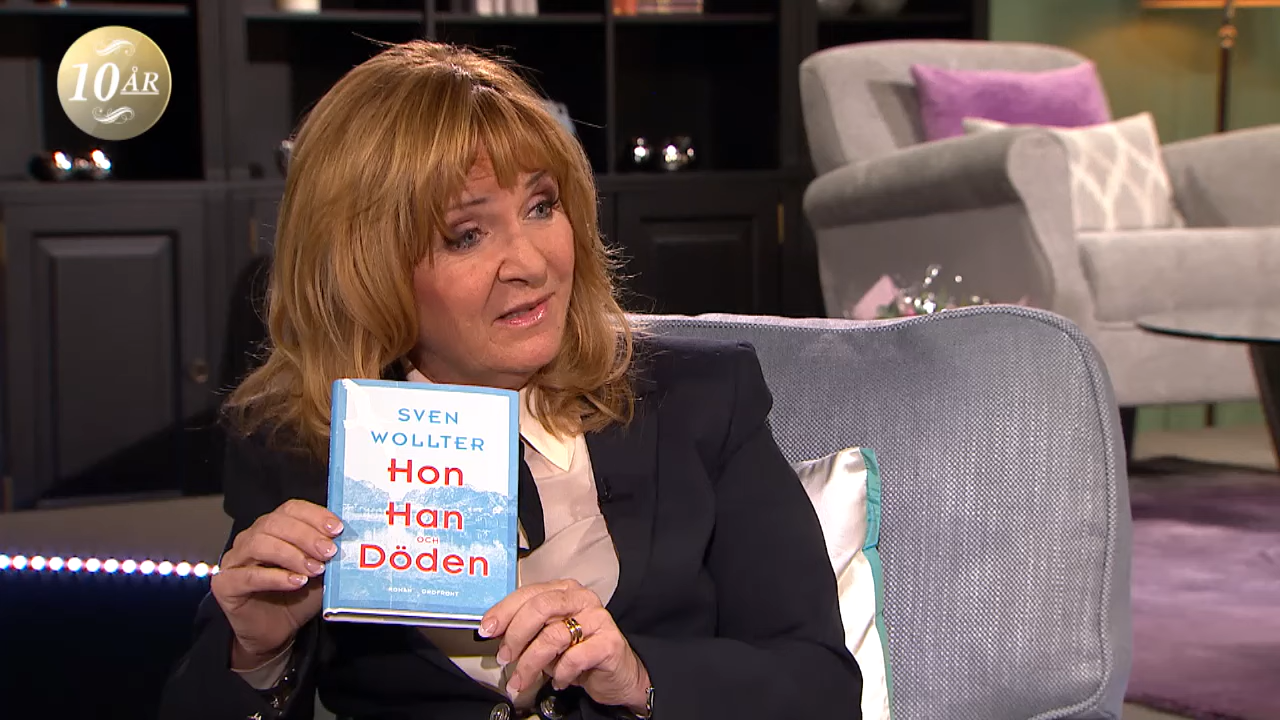 10 ÅR
SVEN
WOLLTER
Hon
Han
OCH
Döden
ROMAN ORDFRONT